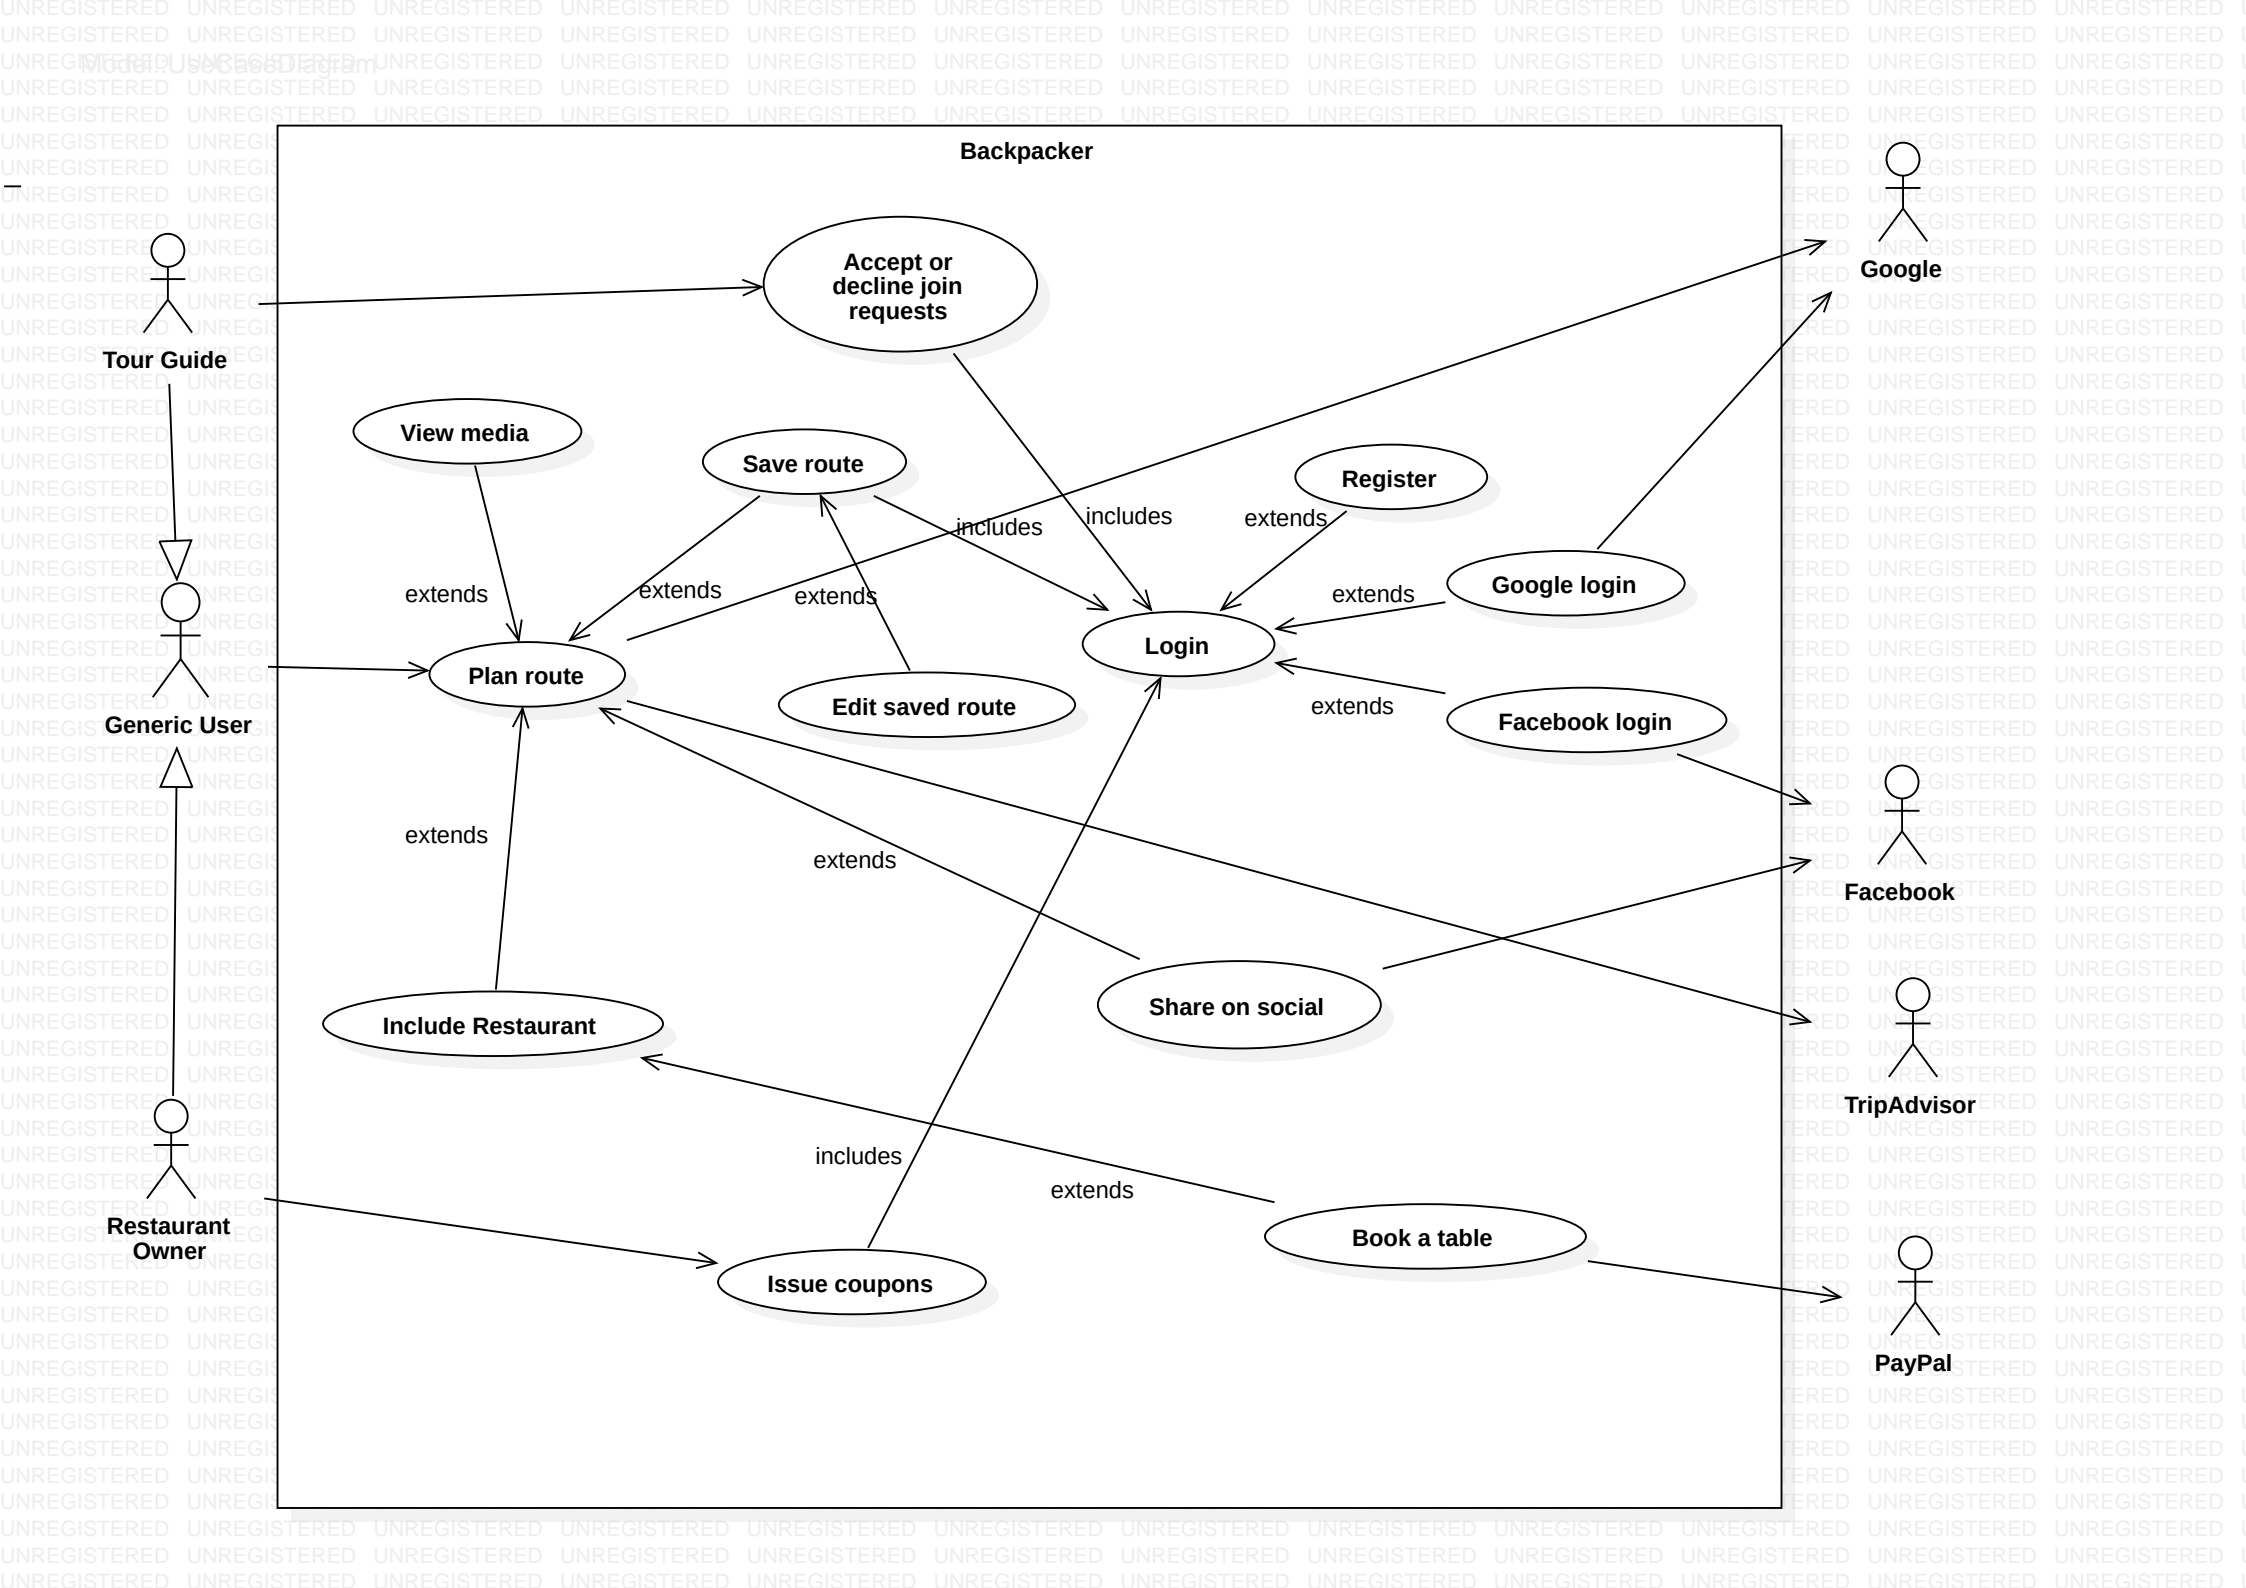 Model::UseCaseDiagram
Backpacker
Google
Accept or
decline join
requests
Tour Guide
View media
Save route
Register
includes
includes
extends
extends
extends
extends
extends
Google login
Login
Plan route
Edit saved route
extends
Facebook login
Generic User
extends
extends
Facebook
Share on social
Include Restaurant
TripAdvisor
includes
extends
Restaurant
Owner
Book a table
Issue coupons
PayPal
UNREGISTERED